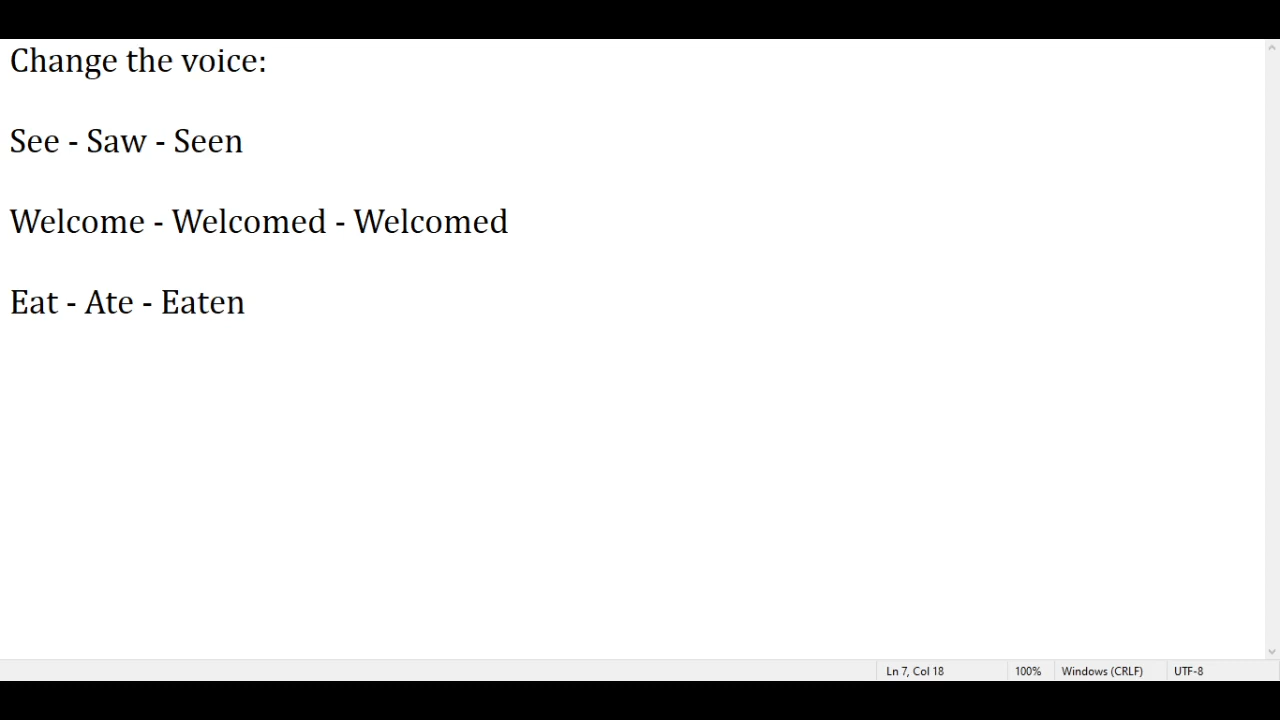 Change the voice:
See - Saw - Seen
Welcome - Welcomed - Welcomed
Eat - Ate - Eaten
Ln 7, Col 18 100% Windows (CRLF) UTF-8